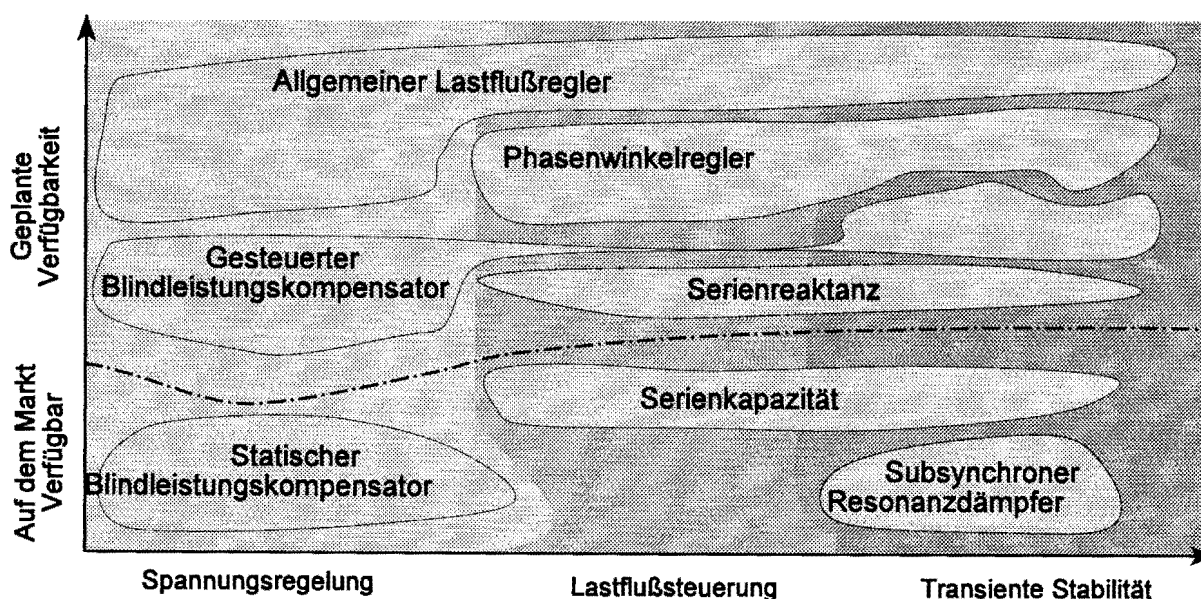 Allgemeiner Lastflußregler
Phasenwinkelregler
Geplante
Verfügbarkeit
Gesteuerter
Blindleistungskompensator
Serienreaktanz
Serienkapazität
Auf dem Markt
Verfügbar
Statischer
Blindleistungskompensator
Subsynchroner
Resonanzdämpfer
Spannungsregelung
Lastflußsteuerung
Transiente Stabilität